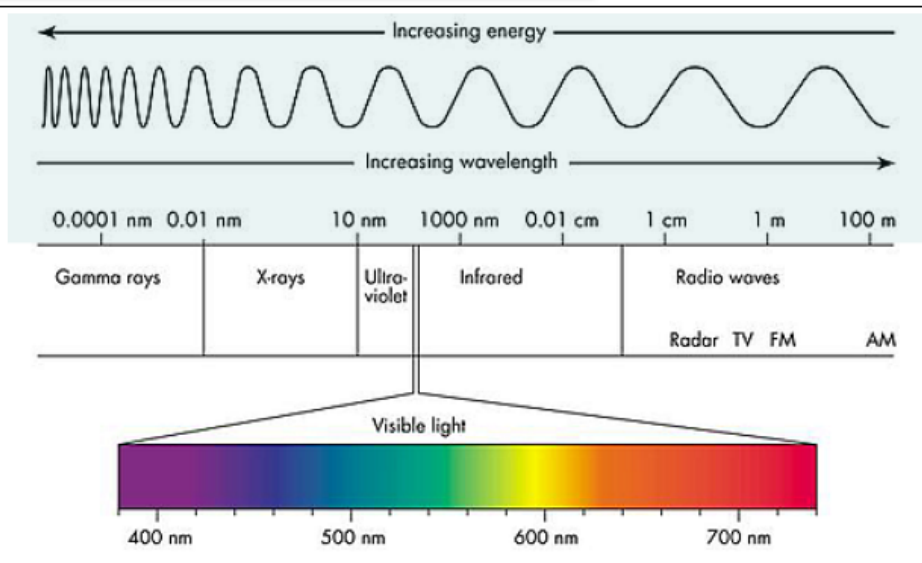 Increasing energy
Increasing wavelength
0.0001 nm 0.01 nm 10 nm 1000 nm 0.01 cm 1 cm 1 m 100 m
Gamma rays X-rays Ultra- Infrared Radio waves
violet
Radar TV FM AM
Visible light
400 nm 500 nm 600 nm 700 nm